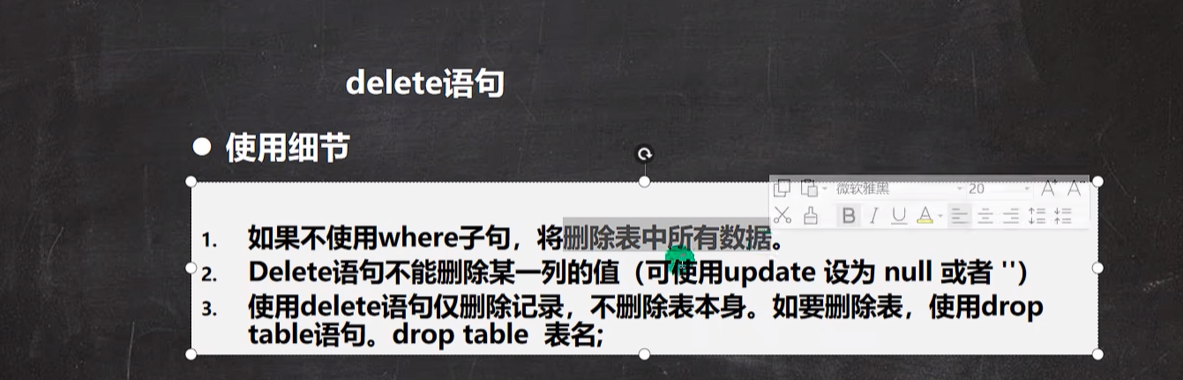 delete语句
● 使用细节
微软雅黑 20
B I U A
1. 如果不使用where子句，将删除表中所有数据。
2. Delete语句不能删除某一列的值（可使用update 设为 null 或者 ''）
3. 使用delete语句仅删除记录，不删除表本身。如要删除表，使用drop
table语句。drop table 表名;